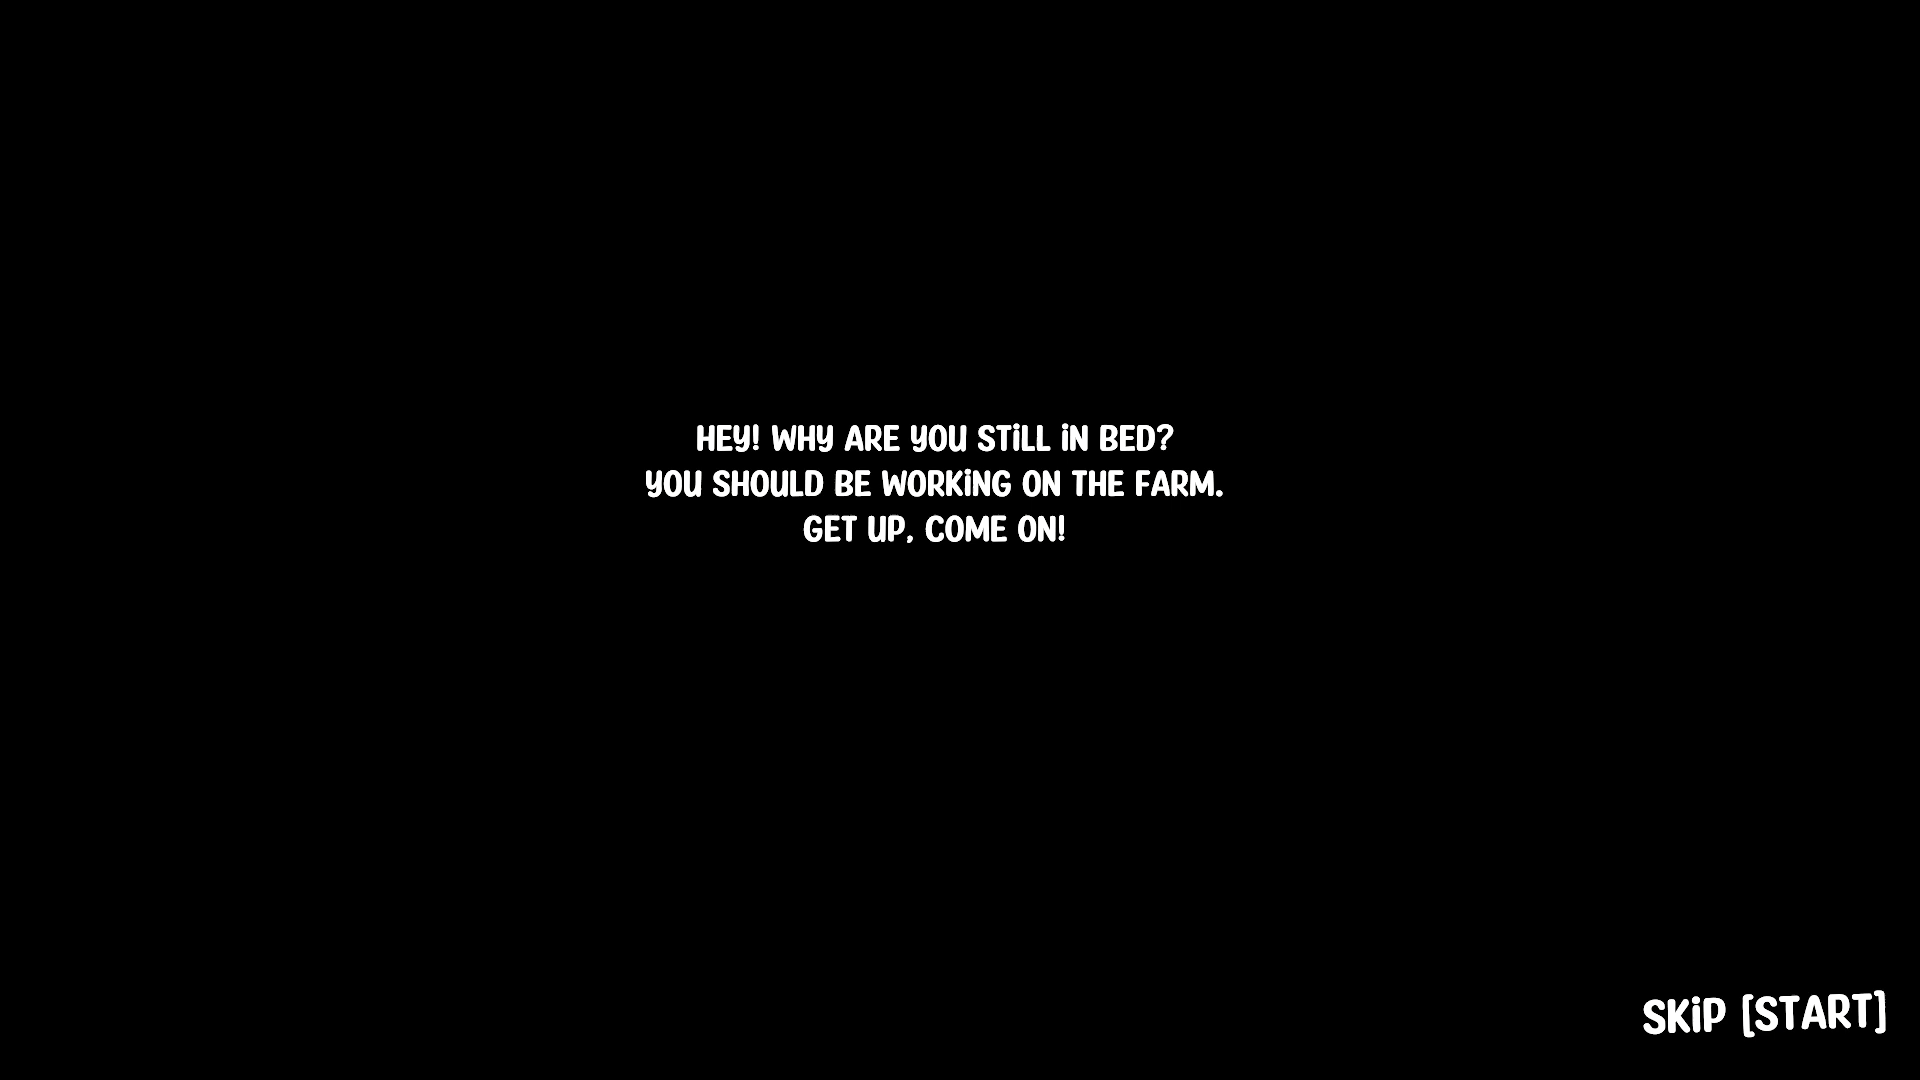 HEY! WHY ARE YOU STILL IN BED?
YOU SHOULD BE WORKING ON THE FARM.
GET UP, COME ON!
SKIP [START]